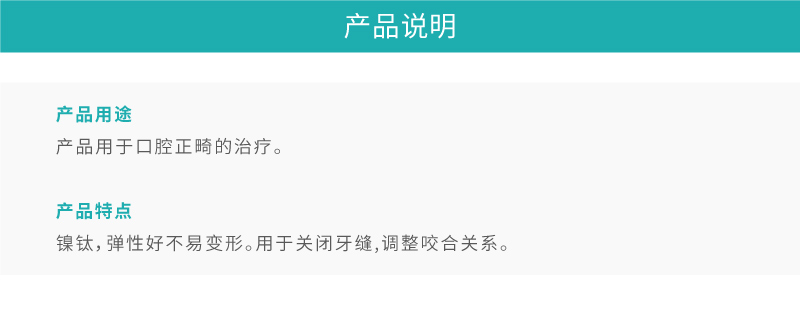 产品说明
产品用途
产品用于口腔正畸的治疗。
产品特点
镍钛，弹性好不易变形。用于关闭牙缝,调整咬合关系。